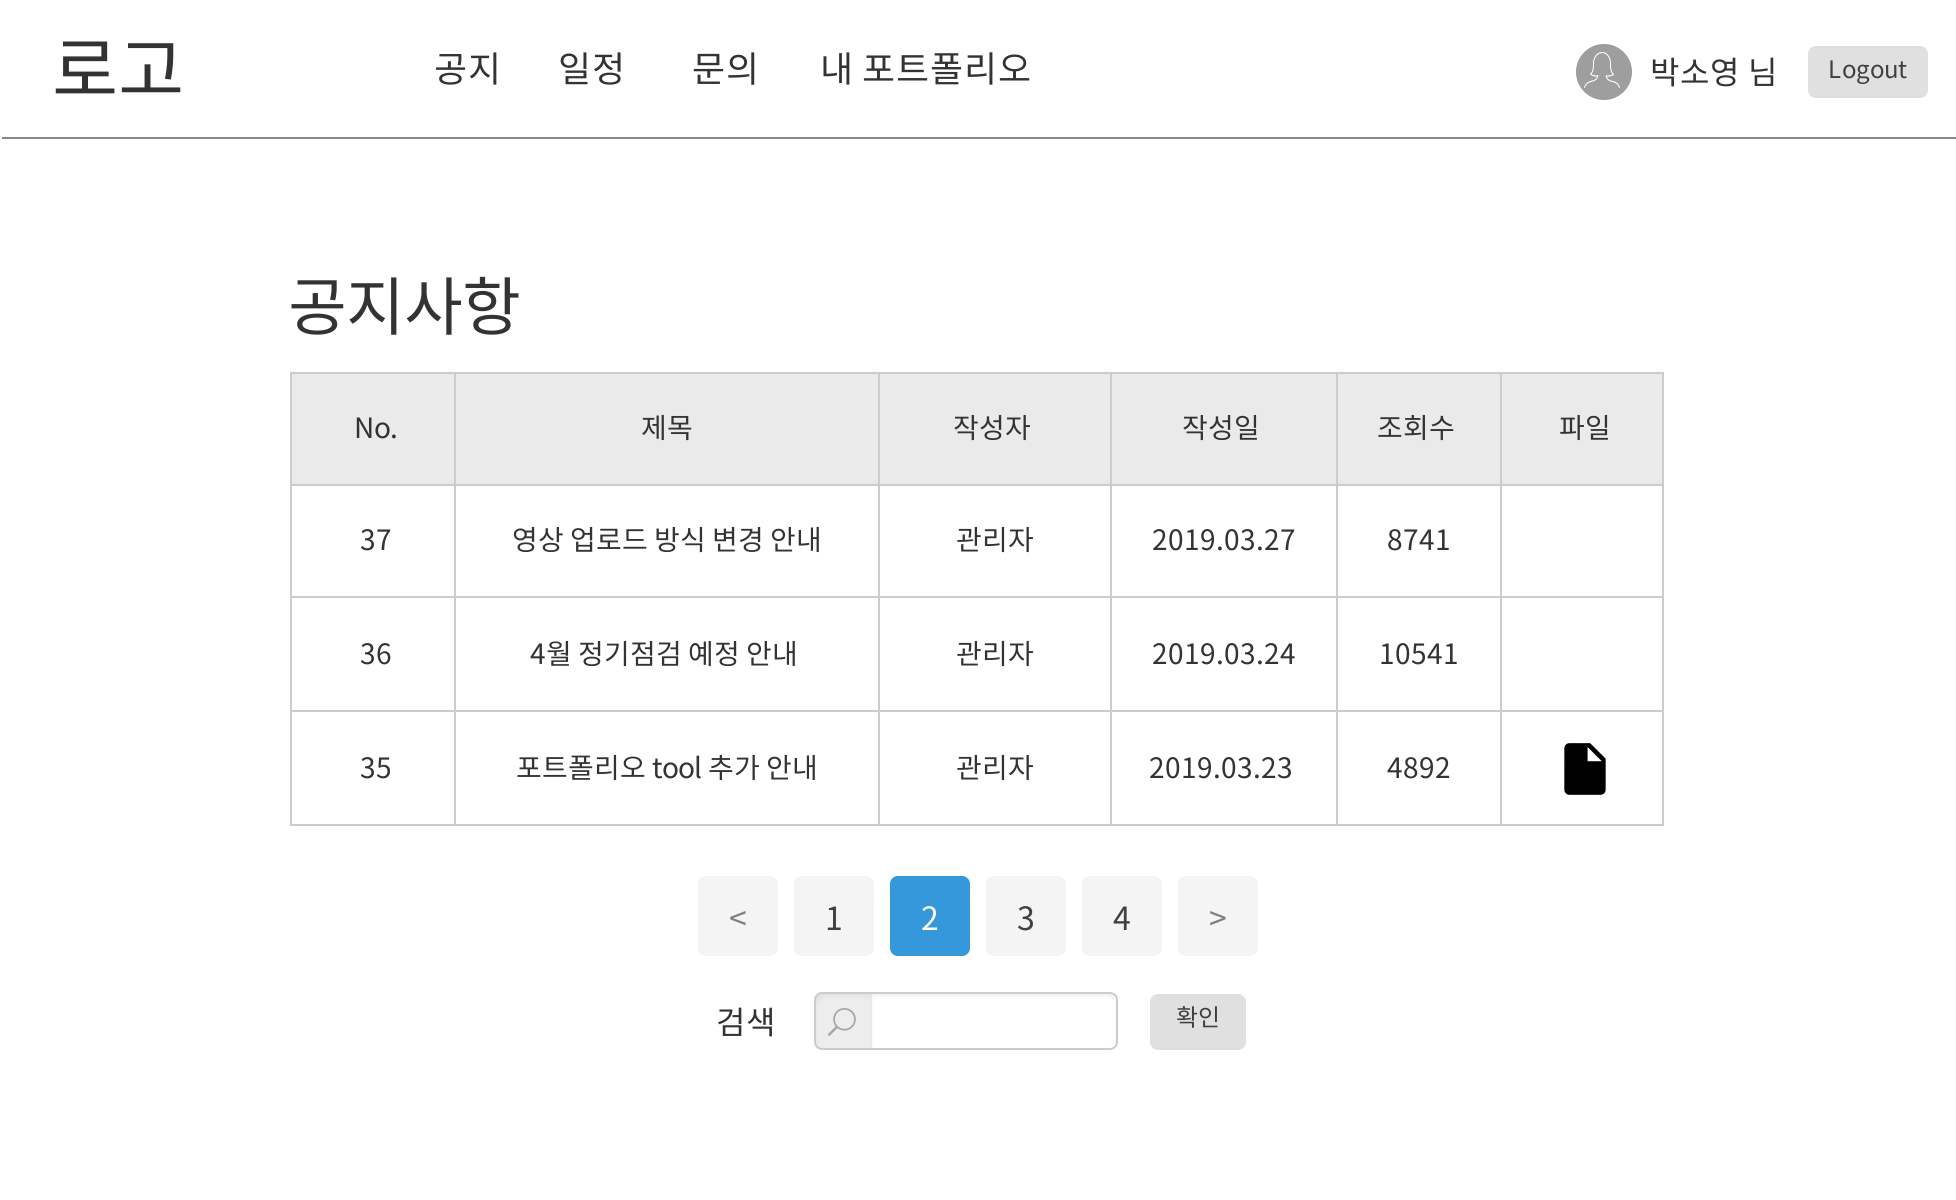 로고 공지 일정 문의 내 포트폴리오 박소영 님 Logout
공지사항
No. 제목 작성자 작성일 조회수 파일
37 영상 업로드 방식 변경 안내 관리자 2019.03.27 8741
36 4월 정기점검 예정 안내 관리자 2019.03.24 10541
35 포트폴리오 tool 추가 안내 관리자 2019.03.23 4892
< 1 2 3 4 >
검색 확인